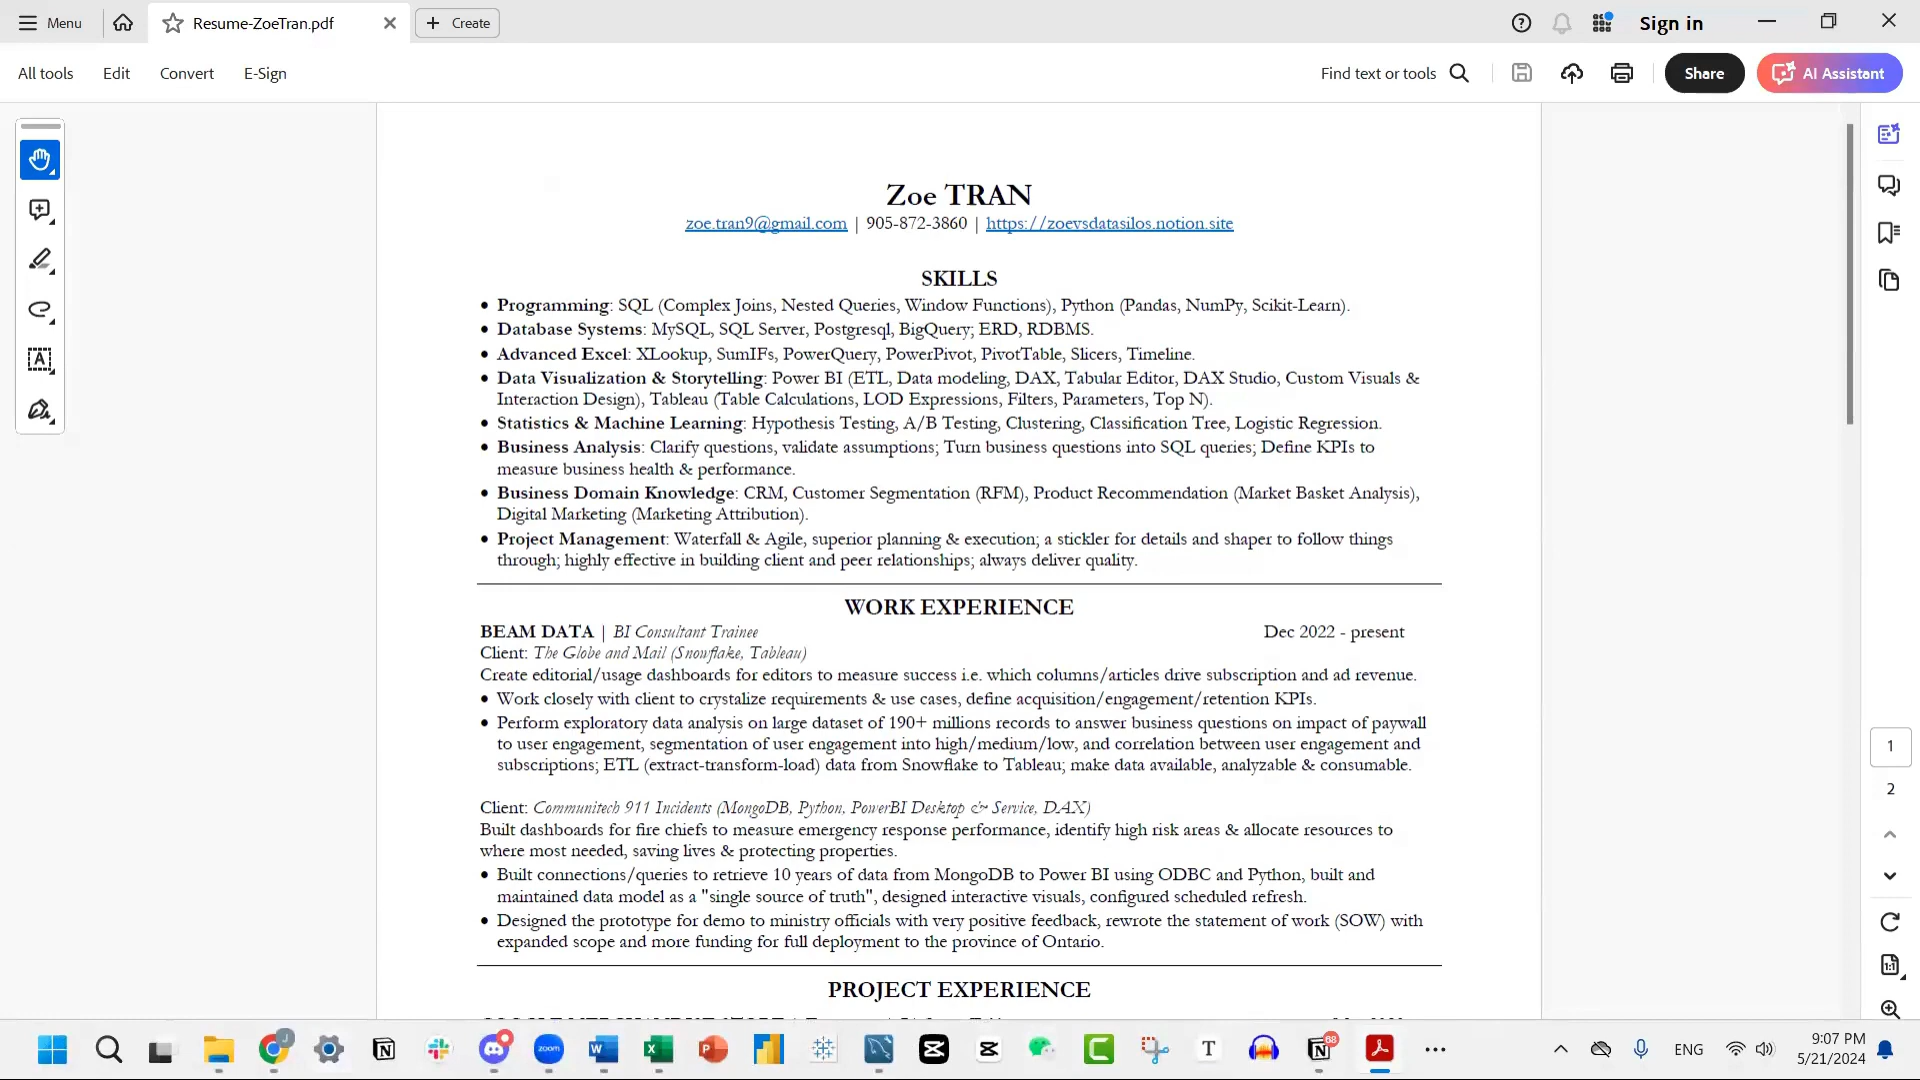 Menu
Resume-ZoeTran.pdf
Create
Sign in
All tools
Edit
Convert
E-Sign
Find text or tools
Share
AI Assistant
Zoe TRAN
zoe.tran9@gmail.com | 905-872-3860 | https://zoevsdatasilos.notion.site
SKILLS
• Programming: SQL (Complex Joins, Nested Queries, Window Functions), Python (Pandas, NumPy, Scikit-Learn).
• Database Systems: MySQL, SQL Server, Postgresql, BigQuery; ERD, RDBMS.
• Advanced Excel: XLookup, SumIFs, PowerQuery, PowerPivot, PivotTable, Slicers, Timeline.
• Data Visualization & Storytelling: Power BI (ETL, Data modeling, DAX, Tabular Editor, DAX Studio, Custom Visuals &
Interaction Design), Tableau (Table Calculations, LOD Expressions, Filters, Parameters, Top N).
• Statistics & Machine Learning: Hypothesis Testing, A/B Testing, Clustering, Classification Tree, Logistic Regression.
• Business Analysis: Clarify questions, validate assumptions; Turn business questions into SQL queries; Define KPIs to
measure business health & performance.
• Business Domain Knowledge: CRM, Customer Segmentation (RFM), Product Recommendation (Market Basket Analysis),
Digital Marketing (Marketing Attribution).
• Project Management: Waterfall & Agile, superior planning & execution; a stickler for details and shaper to follow things
through; highly effective in building client and peer relationships; always deliver quality.
WORK EXPERIENCE
BEAM DATA | BI Consultant Trainee Dec 2022 - present
Client: The Globe and Mail (Snowflake, Tableau)
Create editorial/usage dashboards for editors to measure success i.e. which columns/articles drive subscription and ad revenue.
• Work closely with client to crystalize requirements & use cases, define acquisition/engagement/retention KPIs.
• Perform exploratory data analysis on large dataset of 190+ millions records to answer business questions on impact of paywall
to user engagement, segmentation of user engagement into high/medium/low, and correlation between user engagement and
subscriptions; ETL (extract-transform-load) data from Snowflake to Tableau; make data available, analyzable & consumable.
Client: Communitech 911 Incidents (MongoDB, Python, PowerBI Desktop & Service, DAX)
Built dashboards for fire chiefs to measure emergency response performance, identify high risk areas & allocate resources to
where most needed, saving lives & protecting properties.
• Built connections/queries to retrieve 10 years of data from MongoDB to Power BI using ODBC and Python, built and
maintained data model as a "single source of truth", designed interactive visuals, configured scheduled refresh.
• Designed the prototype for demo to ministry officials with very positive feedback, rewrote the statement of work (SOW) with
expanded scope and more funding for full deployment to the province of Ontario.
PROJECT EXPERIENCE
1
2
ENG
9:07 PM
5/21/2024